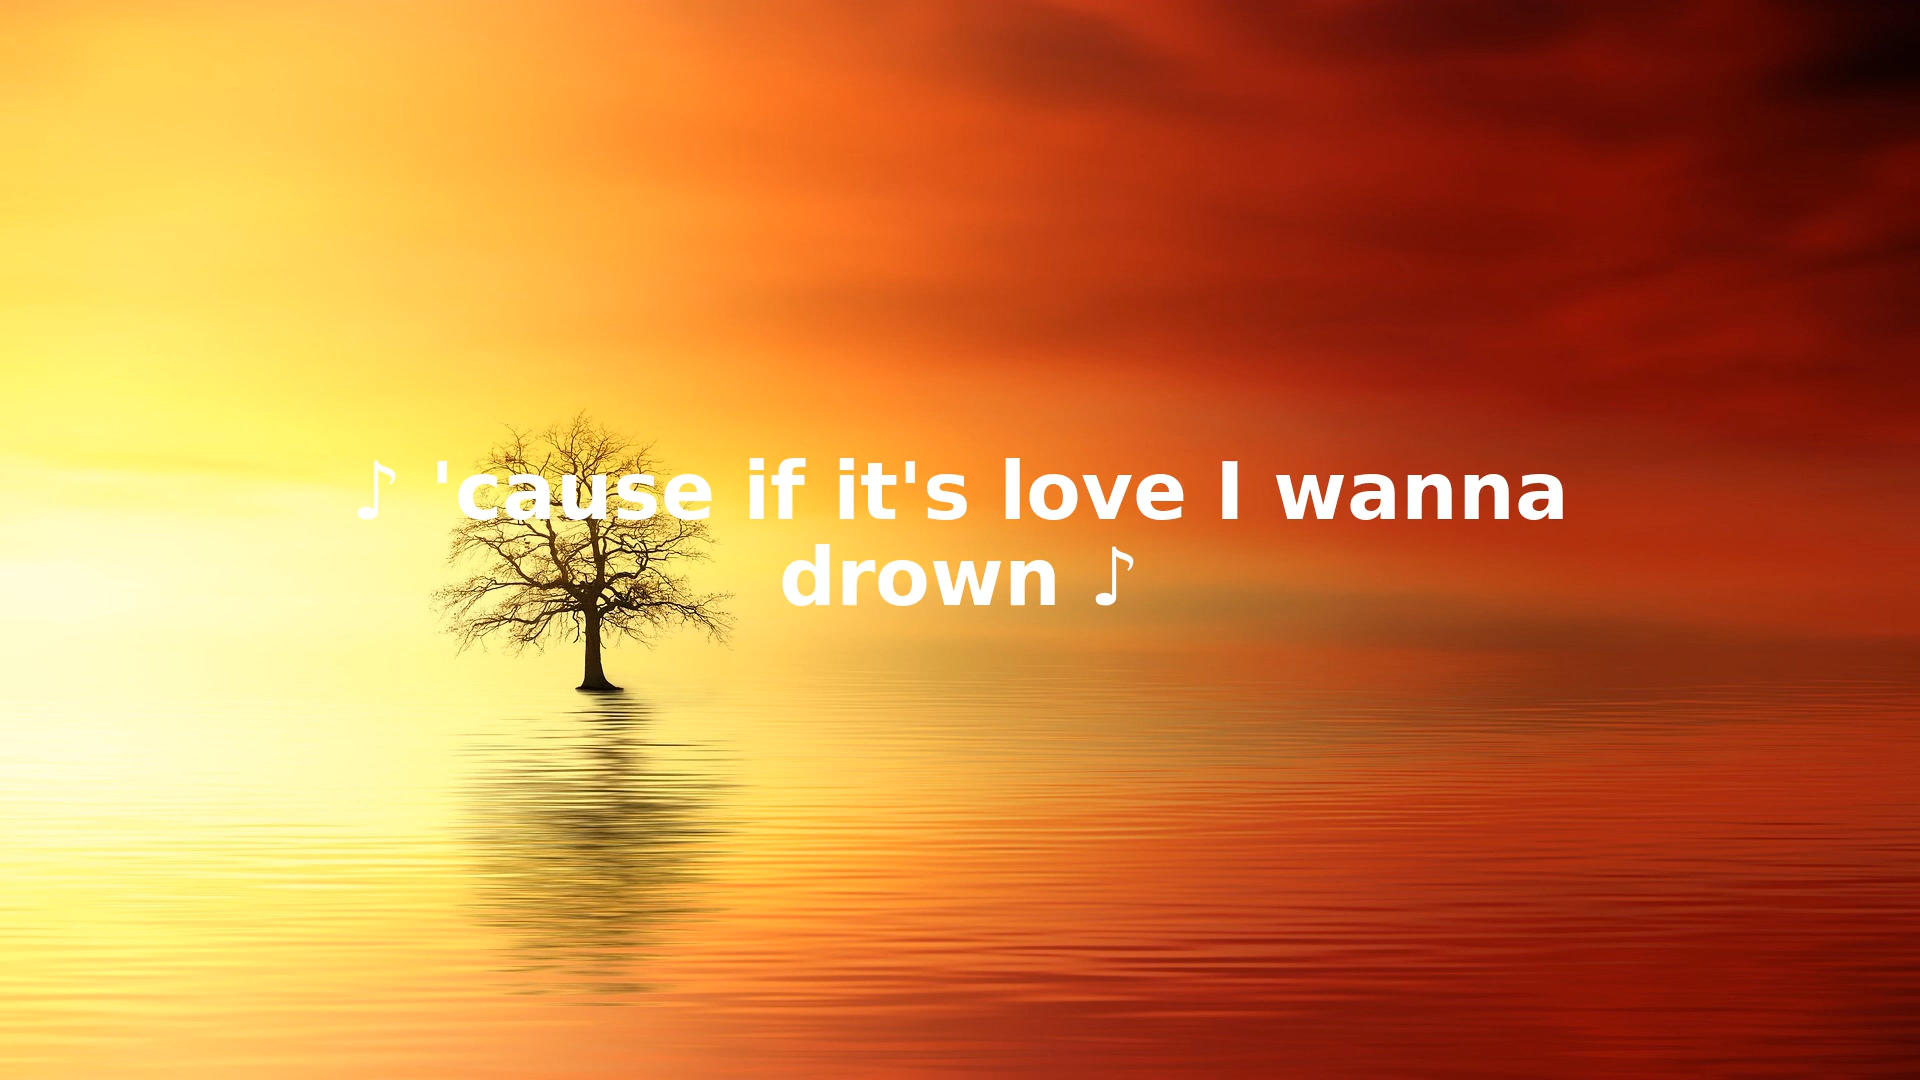 ♪ 'cause if it's love I wanna
drown ♪